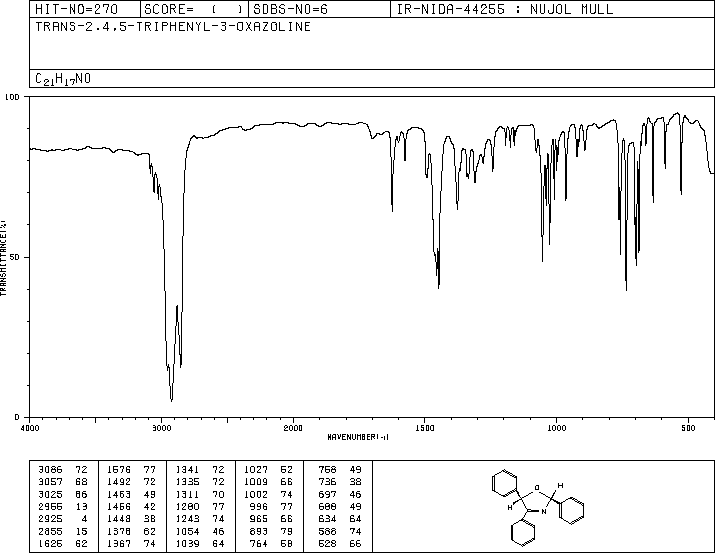 HIT-NO=270 SCORE= ( ) SDBS-NO=6 IR-NIDA-44255 : NUJOL MULL
TRANS-2,4,5-TRIPHENYL-3-OXAZOLINE
C21H17NO
100
50
0
TRANSMITTANCE(%)
4000 3000 2000 1500 1000 500
WAVENUMBER(-1)
3086 72 1576 77 1341 72 1027 52 758 49
3057 68 1492 72 1335 72 1009 66 736 38
3025 66 1463 49 1311 70 1002 74 697 46
2955 13 1456 42 1280 77 996 77 688 49
2925 4 1448 38 1243 74 965 66 634 64
2855 15 1378 62 1054 46 893 79 588 74
1625 62 1367 74 1039 64 764 58 528 66
O H
H N